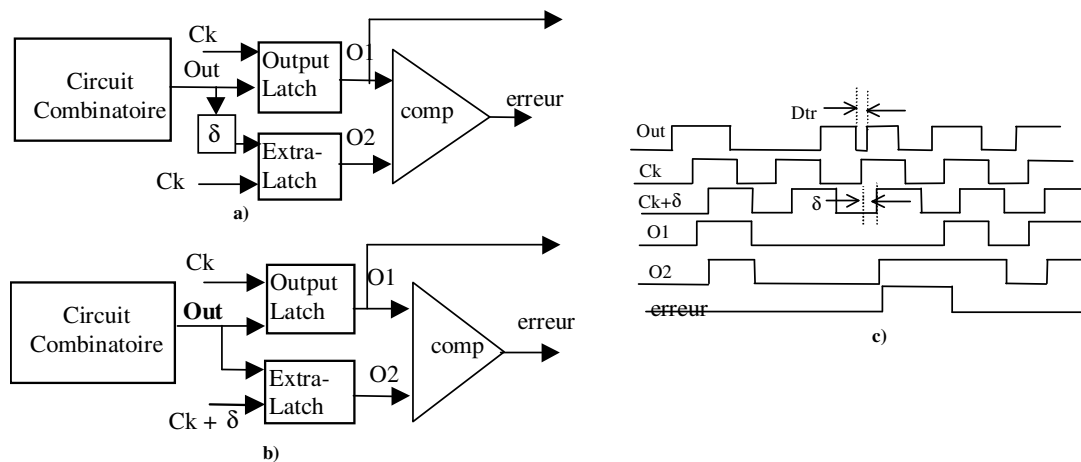 Ck
Out
Circuit
Combinatoire
Output
Latch
O1
comp
erreur
δ
Extra-
Latch
O2
Ck
a)
Ck
Out
Circuit
Combinatoire
Output
Latch
O1
comp
erreur
Extra-
Latch
O2
Ck + δ
b)
Dtr
Out
Ck
Ck+δ
δ
O1
O2
erreur
c)